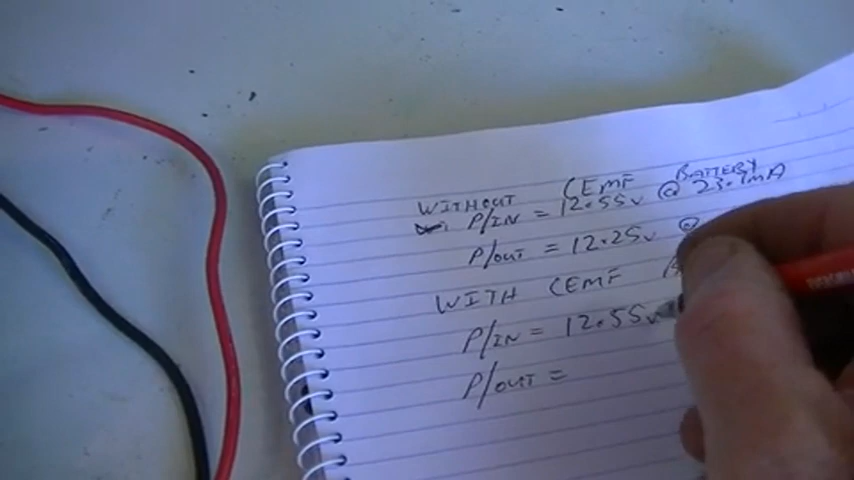 WITHOUT CEMF BATTERY
P/IN = 12.55v @ 23.1mA
P/OUT = 12.25v @
WITH CEMF
P/IN = 12.55v
P/OUT =